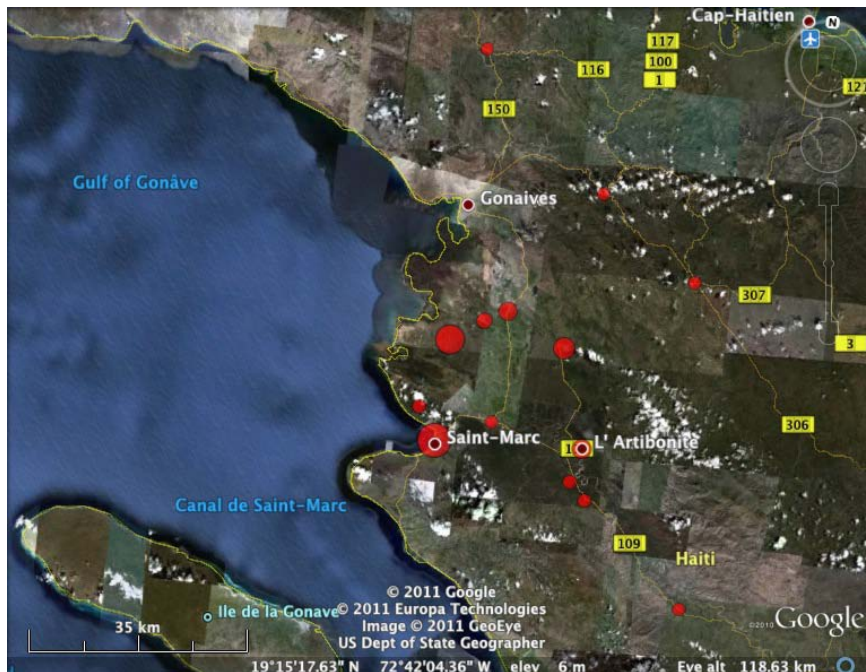 Cap-Haitien
N
117
116
100
1
121
150
Gulf of Gonâve
Gonaives
307
3
306
Saint-Marc
L' Artibonite
Canal de Saint-Marc
109
Haiti
© 2011 Google
© 2011 Europa Technologies
Image © 2011 GeoEye
US Dept of State Geographer
Ile de la Gonave
©2010 Google
35 km
19°15'17.63" N 72°42'04.36" W elev 6 m Eye alt 118.63 km